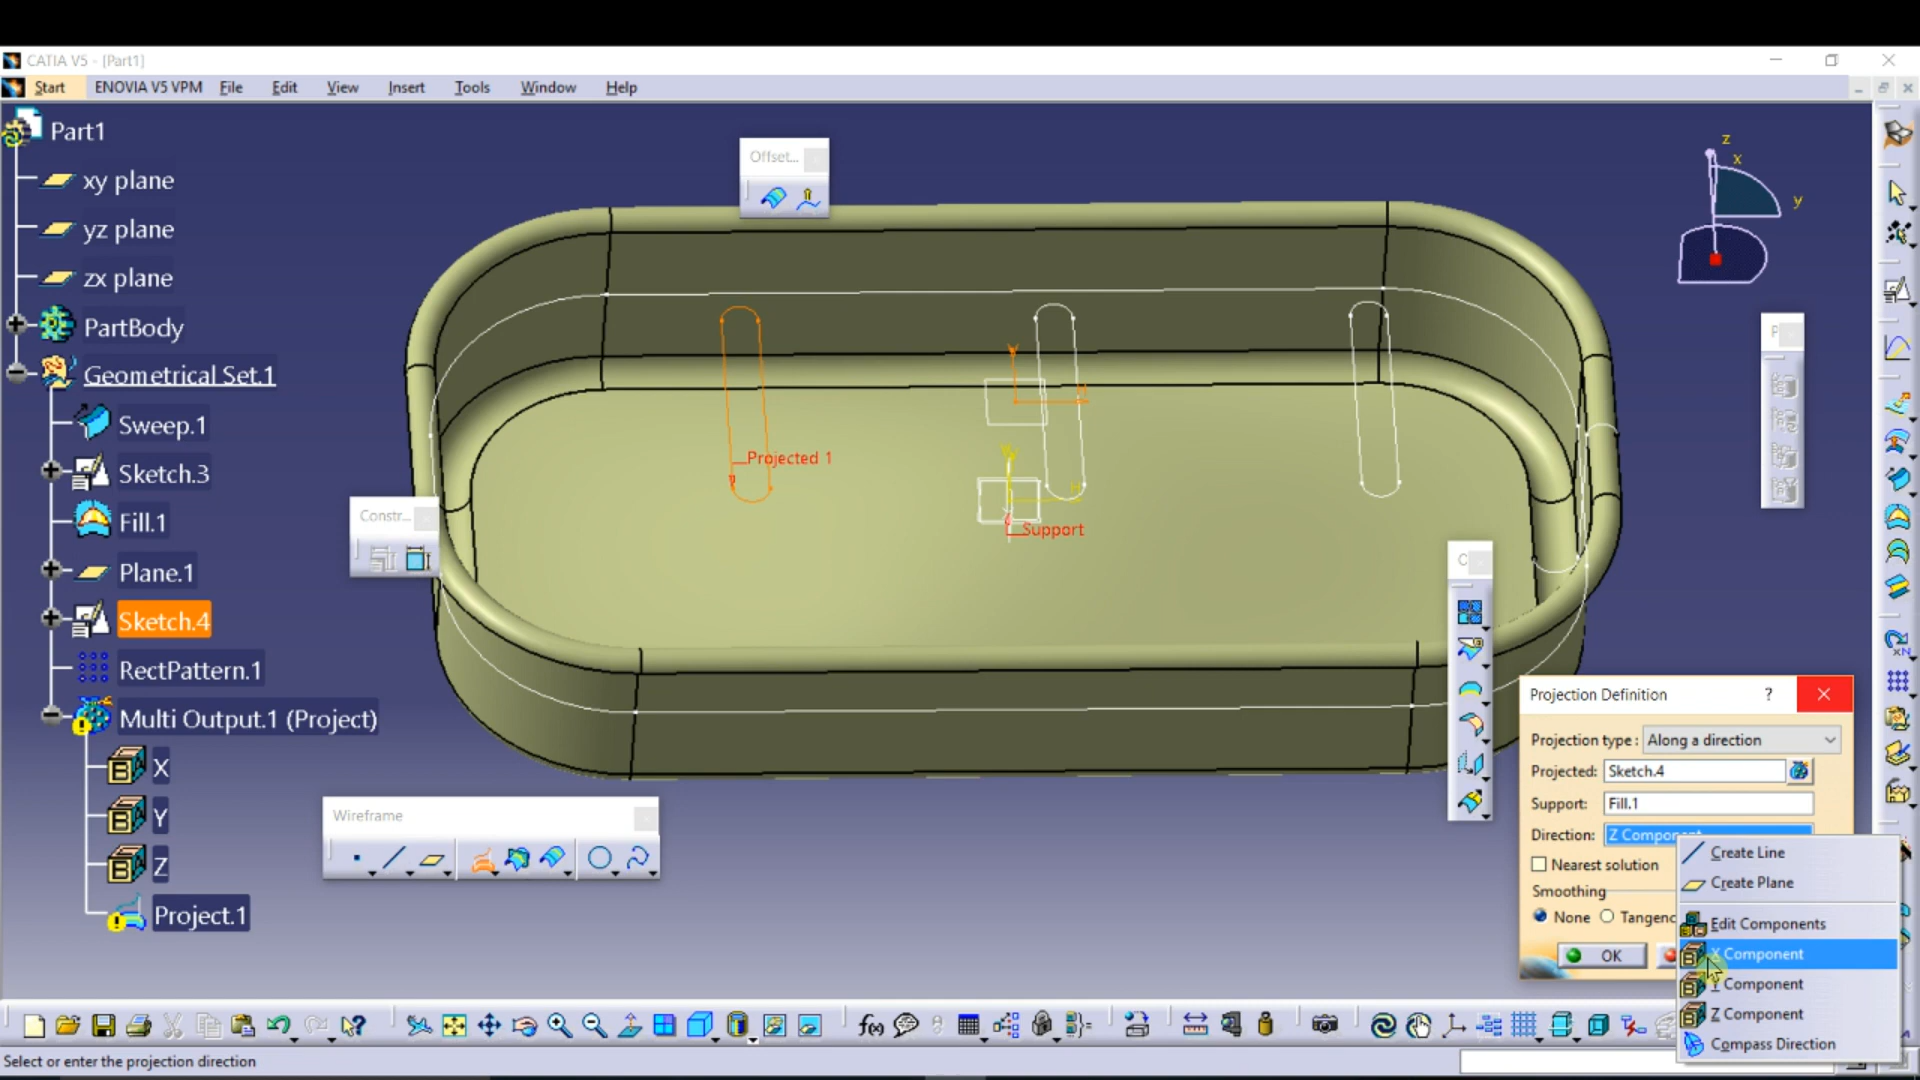 CATIA V5 - [Part1]
Start ENOVIA V5 VPM File Edit View Insert Tools Window Help
Part1
xy plane
yz plane
zx plane
PartBody
Geometrical Set.1
Sweep.1
Sketch.3
Fill.1
Plane.1
Sketch.4
RectPattern.1
Multi Output.1 (Project)
X
Y
Z
Project.1
Offset...
Constr...
Wireframe
Projected 1
Support
V
H
H
z
x
y
P
C
Projection Definition ?
Projection type : Along a direction
Projected: Sketch.4
Support: Fill.1
Direction: Z Component
Nearest solution
Smoothing
None Tangenc
OK
Create Line
Create Plane
Edit Components
X Component
Y Component
Z Component
Compass Direction
f(x)
Select or enter the projection direction